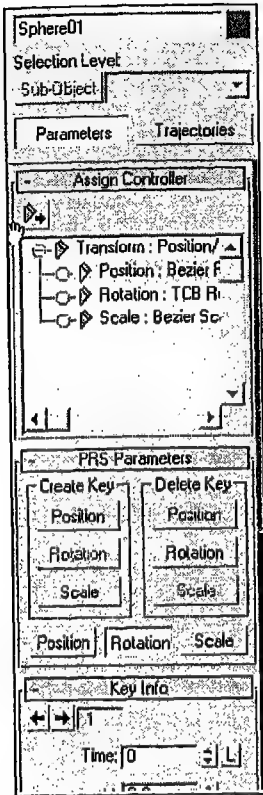 Sphere01
Selection Level:
Sub-Object
Parameters Trajectories
- Assign Controller
Transform : Position/
Position : Bezier P
Rotation : TCB R
Scale : Bezier Sc
- PRS Parameters
Create Key Delete Key
Position Position
Rotation Rotation
Scale Scale
Position Rotation Scale
- Key Info
1
Time: 0 L